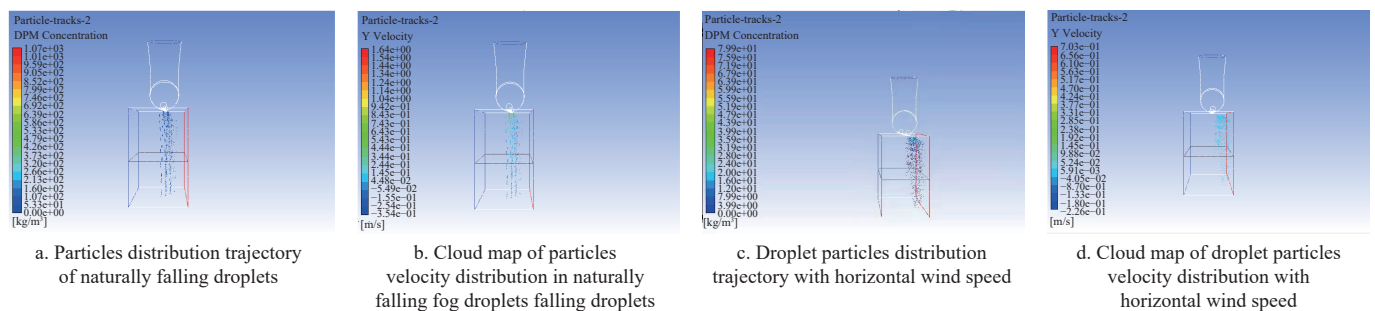 Particle-tracks-2
DPM Concentration
1.07e+03
1.01e+03
9.59e+02
9.05e+02
8.52e+02
7.99e+02
7.46e+02
6.92e+02
6.39e+02
5.86e+02
5.33e+02
4.79e+02
4.26e+02
3.73e+02
3.20e+02
2.66e+02
2.13e+02
1.60e+02
1.07e+02
5.33e+01
0.00e+00
[kg/m³]
a. Particles distribution trajectory
of naturally falling droplets
Particle-tracks-2
Y Velocity
1.64e+00
1.54e+00
1.44e+00
1.34e+00
1.24e+00
1.14e+00
1.04e+00
9.42e−01
8.43e−01
7.43e−01
6.43e−01
5.43e−01
4.44e−01
3.44e−01
2.44e−01
1.45e−01
4.48e−02
−5.49e−02
−1.55e−01
−2.54e−01
−3.54e−01
[m/s]
b. Cloud map of particles
velocity distribution in naturally
falling fog droplets falling droplets
Particle-tracks-2
DPM Concentration
7.99e+01
7.59e+01
7.19e+01
6.79e+01
6.39e+01
5.99e+01
5.59e+01
5.19e+01
4.79e+01
4.39e+01
3.99e+01
3.59e+01
3.19e+01
2.80e+01
2.40e+01
2.00e+01
1.60e+01
1.20e+01
7.99e+00
3.99e+00
0.00e+00
[kg/m³]
c. Droplet particles distribution
trajectory with horizontal wind speed
Particle-tracks-2
Y Velocity
7.03e−01
6.56e−01
6.10e−01
5.63e−01
5.17e−01
4.70e−01
4.24e−01
3.77e−01
3.31e−01
2.85e−01
2.38e−01
1.92e−01
1.45e−01
9.88e−02
5.24e−02
5.91e−03
−4.05e−02
−8.70e−02
−1.33e−01
−1.80e−01
−2.26e−01
[m/s]
d. Cloud map of droplet particles
velocity distribution with
horizontal wind speed